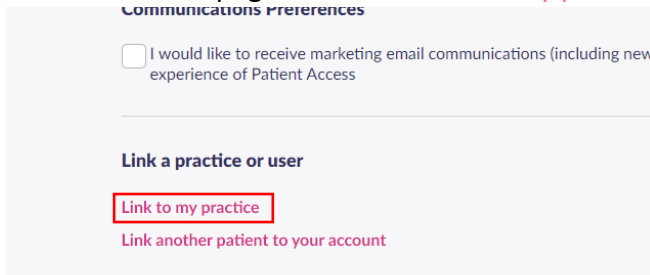 Communications Preferences
I would like to receive marketing email communications (including new
experience of Patient Access
Link a practice or user
Link to my practice
Link another patient to your account